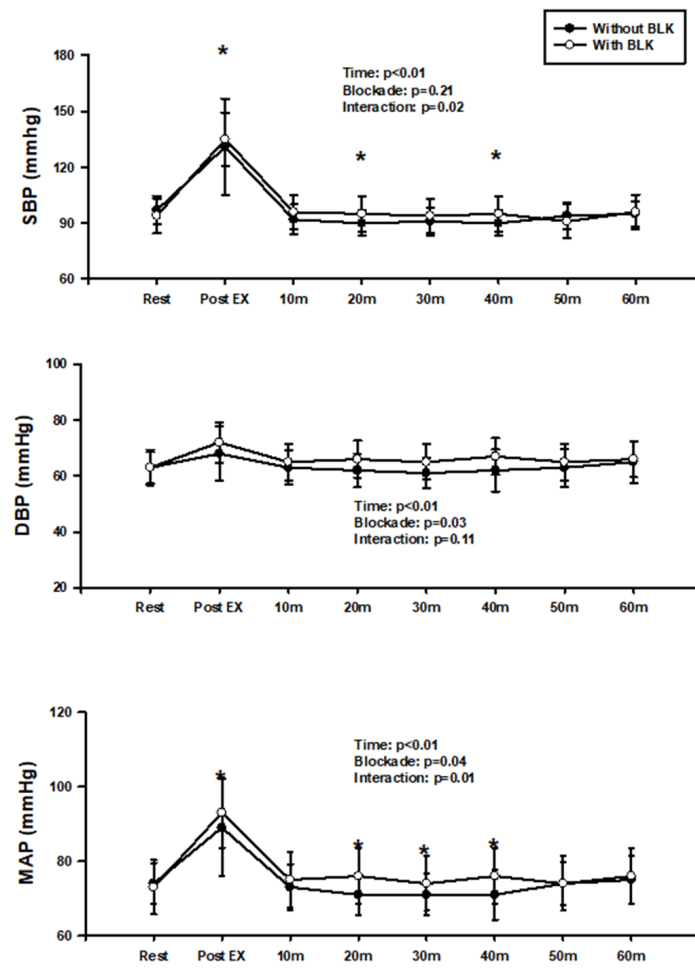 Without BLK
With BLK
*
Time: p<0.01
Blockade: p=0.21
Interaction: p=0.02
* *
SBP (mmhg)
180
150
120
90
60
Rest Post EX 10m 20m 30m 40m 50m 60m
DBP (mmHg)
100
80
60
40
20
Time: p<0.01
Blockade: p=0.03
Interaction: p=0.11
Rest Post EX 10m 20m 30m 40m 50m 60m
MAP (mmHg)
120
100
80
60
Time: p<0.01
Blockade: p=0.04
Interaction: p=0.01
* * * *
Rest Post EX 10m 20m 30m 40m 50m 60m